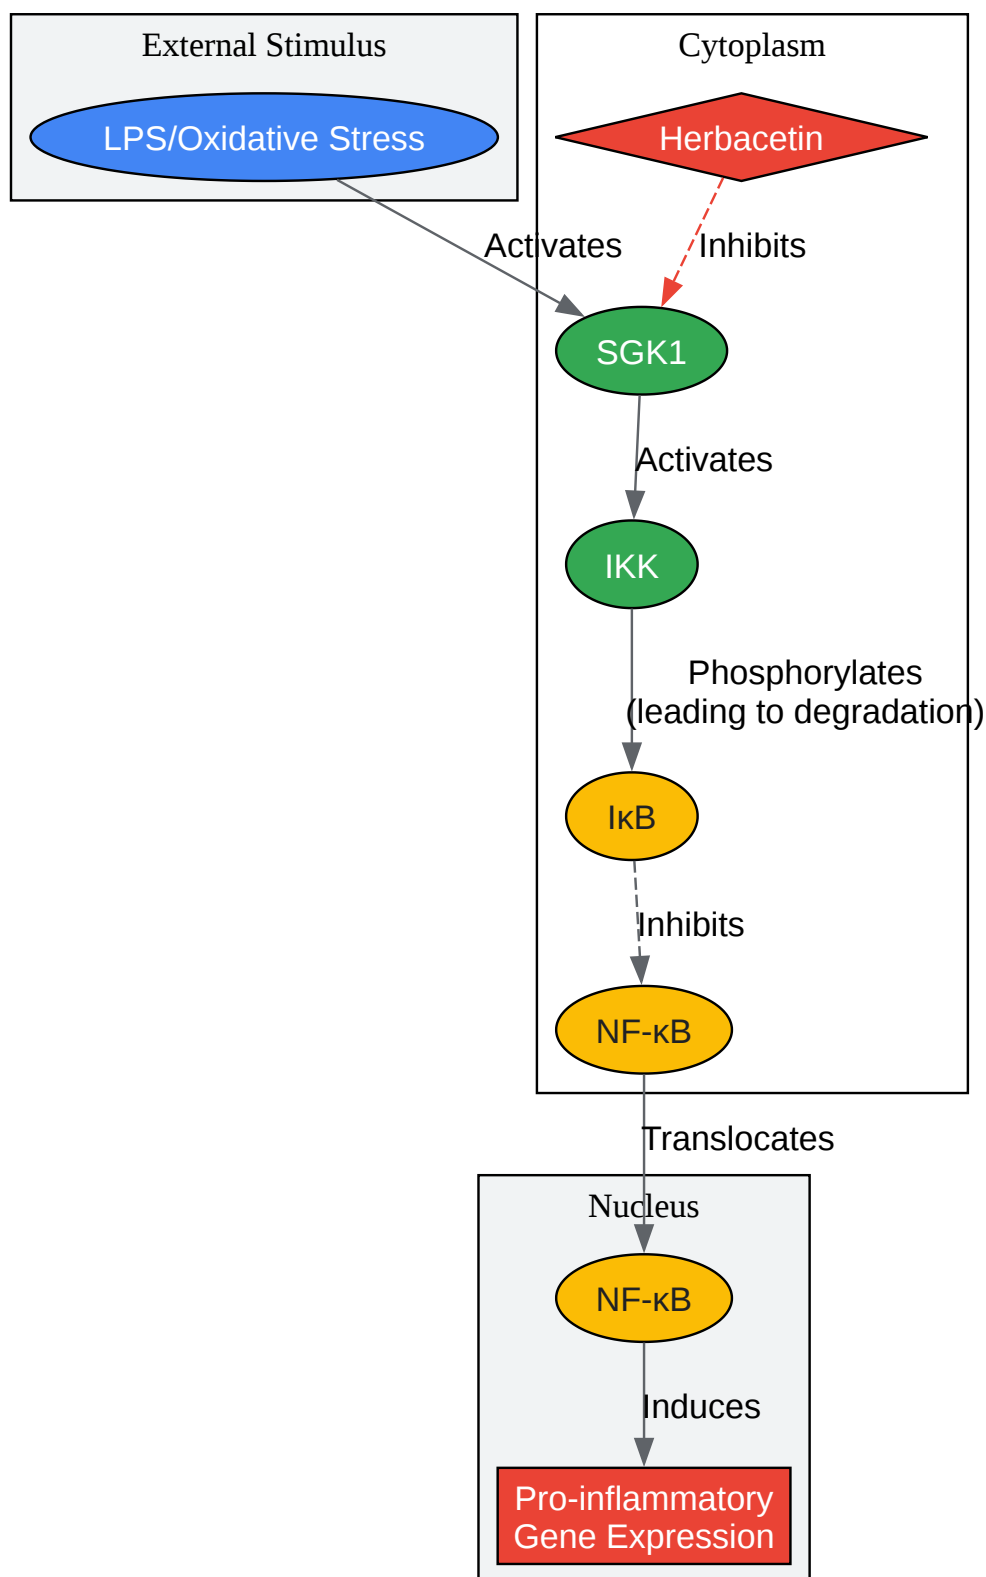 External Stimulus
LPS/Oxidative Stress
Cytoplasm
Herbacetin
Activates
Inhibits
SGK1
Activates
IKK
Phosphorylates
(leading to degradation)
IκB
Inhibits
NF-κB
Translocates
Nucleus
NF-κB
Induces
Pro-inflammatory
Gene Expression